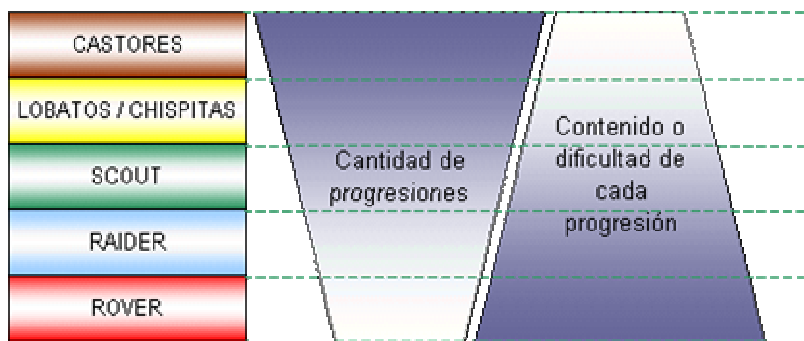 CASTORES
LOBATOS / CHISPITAS
SCOUT
RAIDER
ROVER
Cantidad de
progresiones
Contenido o
dificultad de
cada
progresión